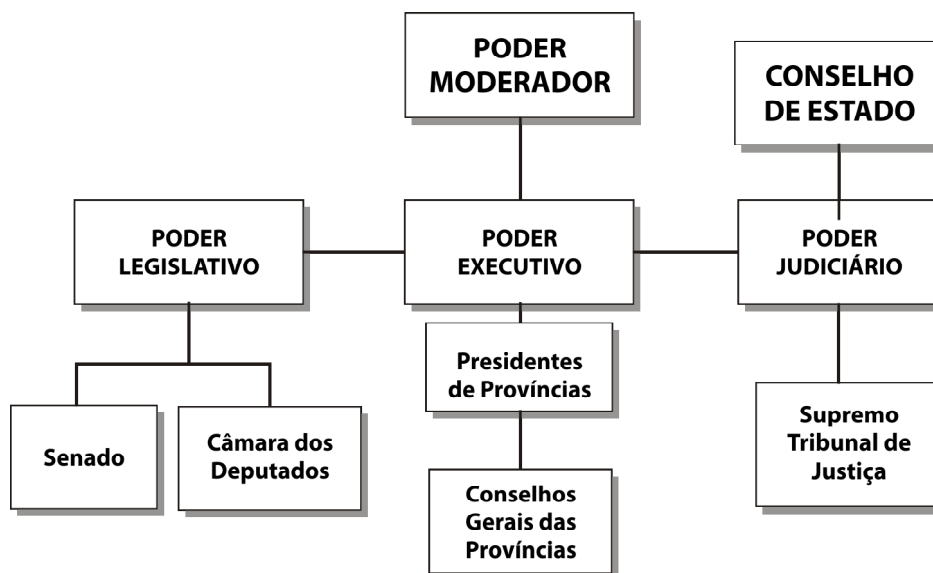 PODER
MODERADOR
CONSELHO
DE ESTADO
PODER
LEGISLATIVO
PODER
EXECUTIVO
PODER
JUDICIÁRIO
Presidentes
de Províncias
Senado
Câmara dos
Deputados
Supremo
Tribunal de
Justiça
Conselhos
Gerais das
Províncias